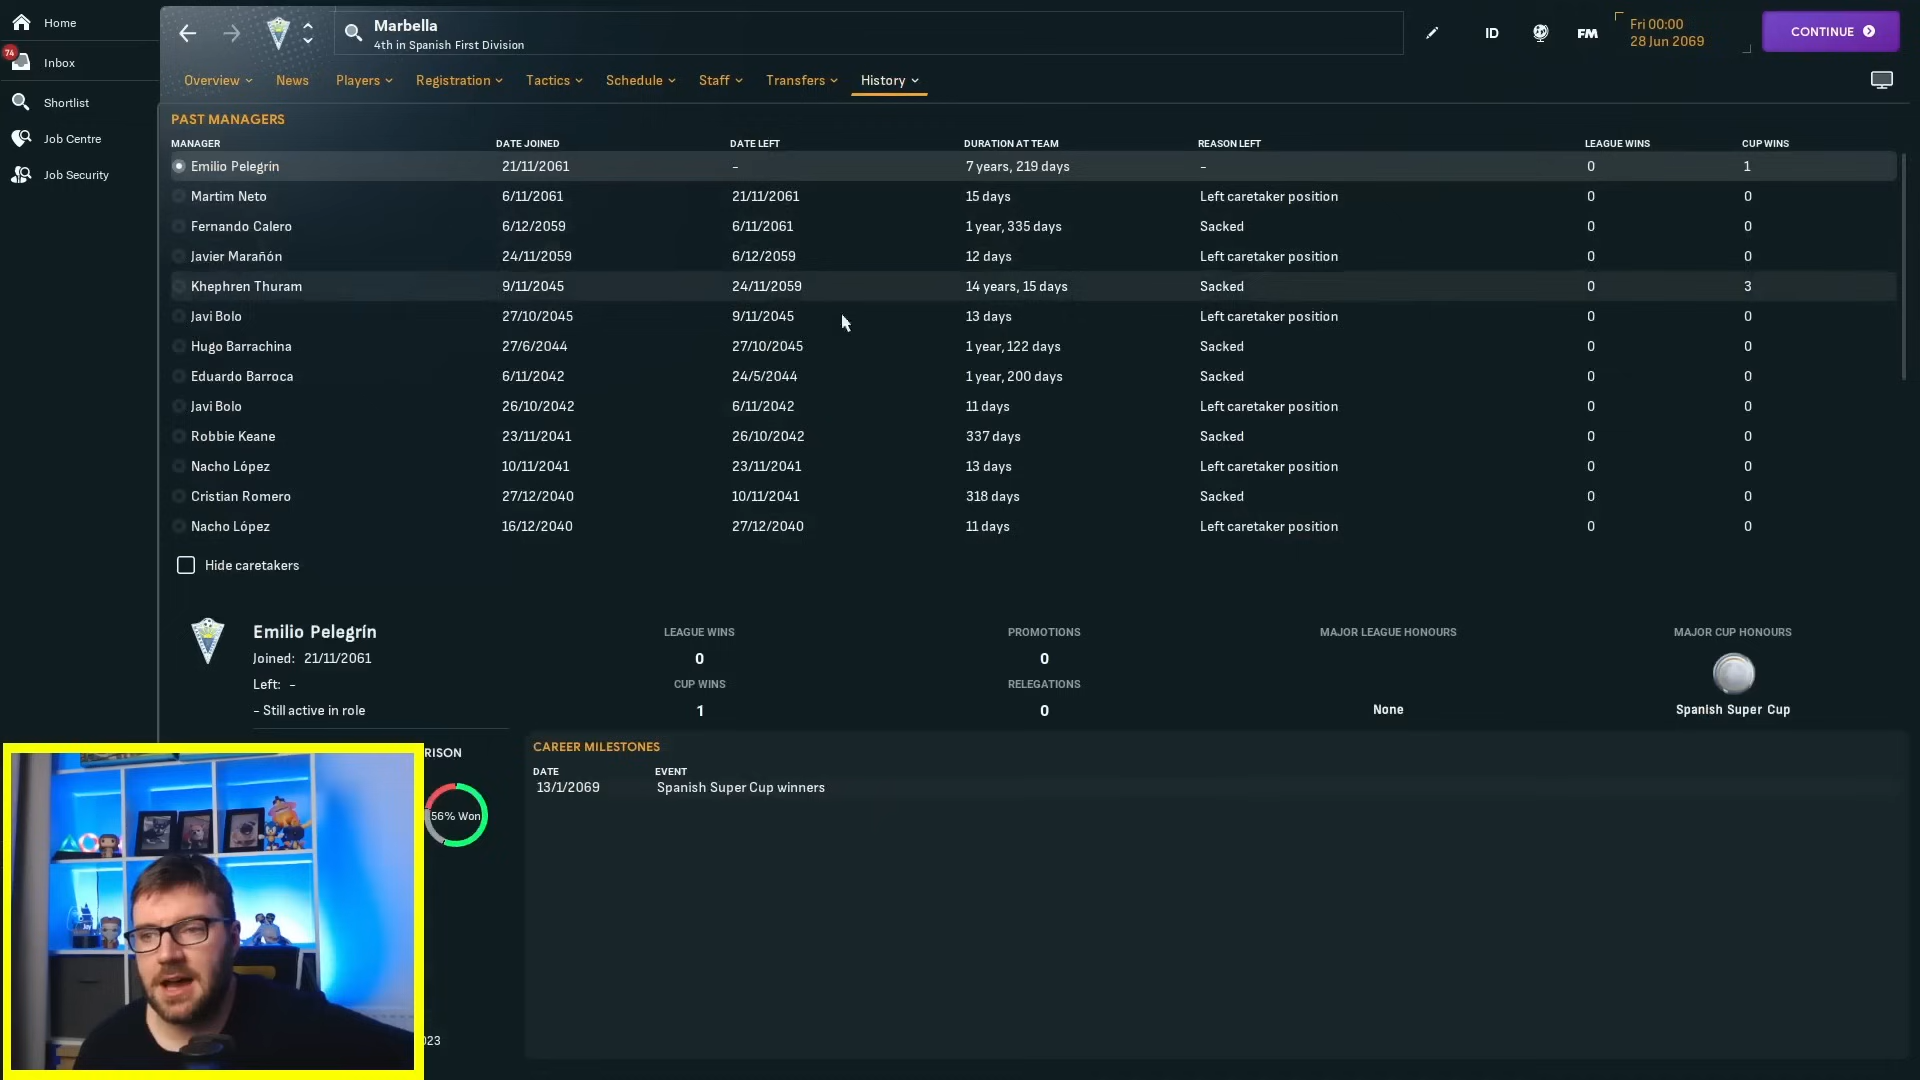 Home
74
Inbox
Shortlist
Job Centre
Job Security
Marbella
4th in Spanish First Division
ID
FM
Fri 00:00
28 Jun 2069
CONTINUE
Overview News Players Registration Tactics Schedule Staff Transfers History
PAST MANAGERS
MANAGER DATE JOINED DATE LEFT DURATION AT TEAM REASON LEFT LEAGUE WINS CUP WINS
Emilio Pelegrín 21/11/2061 - 7 years, 219 days - 0 1
Martim Neto 6/11/2061 21/11/2061 15 days Left caretaker position 0 0
Fernando Calero 6/12/2059 6/11/2061 1 year, 335 days Sacked 0 0
Javier Marañón 24/11/2059 6/12/2059 12 days Left caretaker position 0 0
Khephren Thuram 9/11/2045 24/11/2059 14 years, 15 days Sacked 0 3
Javi Bolo 27/10/2045 9/11/2045 13 days Left caretaker position 0 0
Hugo Barrachina 27/6/2044 27/10/2045 1 year, 122 days Sacked 0 0
Eduardo Barroca 6/11/2042 24/5/2044 1 year, 200 days Sacked 0 0
Javi Bolo 26/10/2042 6/11/2042 11 days Left caretaker position 0 0
Robbie Keane 23/11/2041 26/10/2042 337 days Sacked 0 0
Nacho López 10/11/2041 23/11/2041 13 days Left caretaker position 0 0
Cristian Romero 27/12/2040 10/11/2041 318 days Sacked 0 0
Nacho López 16/12/2040 27/12/2040 11 days Left caretaker position 0 0
Hide caretakers
Emilio Pelegrín
Joined: 21/11/2061
Left: -
- Still active in role
LEAGUE WINS
0
CUP WINS
1
PROMOTIONS
0
RELEGATIONS
0
MAJOR LEAGUE HONOURS
None
MAJOR CUP HONOURS
Spanish Super Cup
RISON
56% Won
023
CAREER MILESTONES
DATE EVENT
13/1/2069 Spanish Super Cup winners